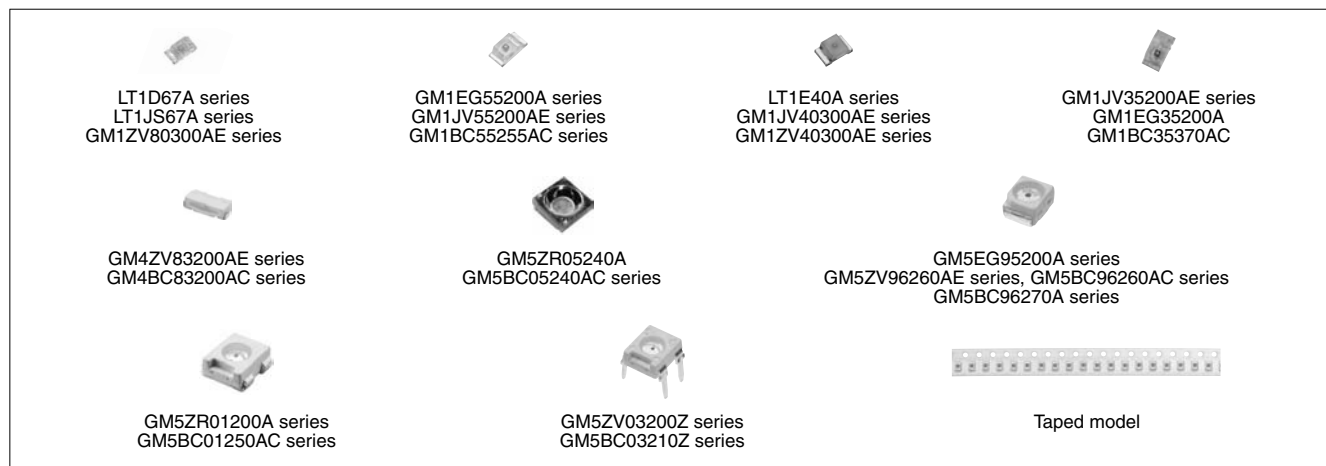 LT1D67A series
LT1JS67A series
GM1ZV80300AE series
GM1EG55200A series
GM1JV55200AE series
GM1BC55255AC series
LT1E40A series
GM1JV40300AE series
GM1ZV40300AE series
GM1JV35200AE series
GM1EG35200A
GM1BC35370AC
GM4ZV83200AE series
GM4BC83200AC series
GM5ZR05240A
GM5BC05240AC series
GM5EG95200A series
GM5ZV96260AE series, GM5BC96260AC series
GM5BC96270A series
GM5ZR01200A series
GM5BC01250AC series
GM5ZV03200Z series
GM5BC03210Z series
Taped model